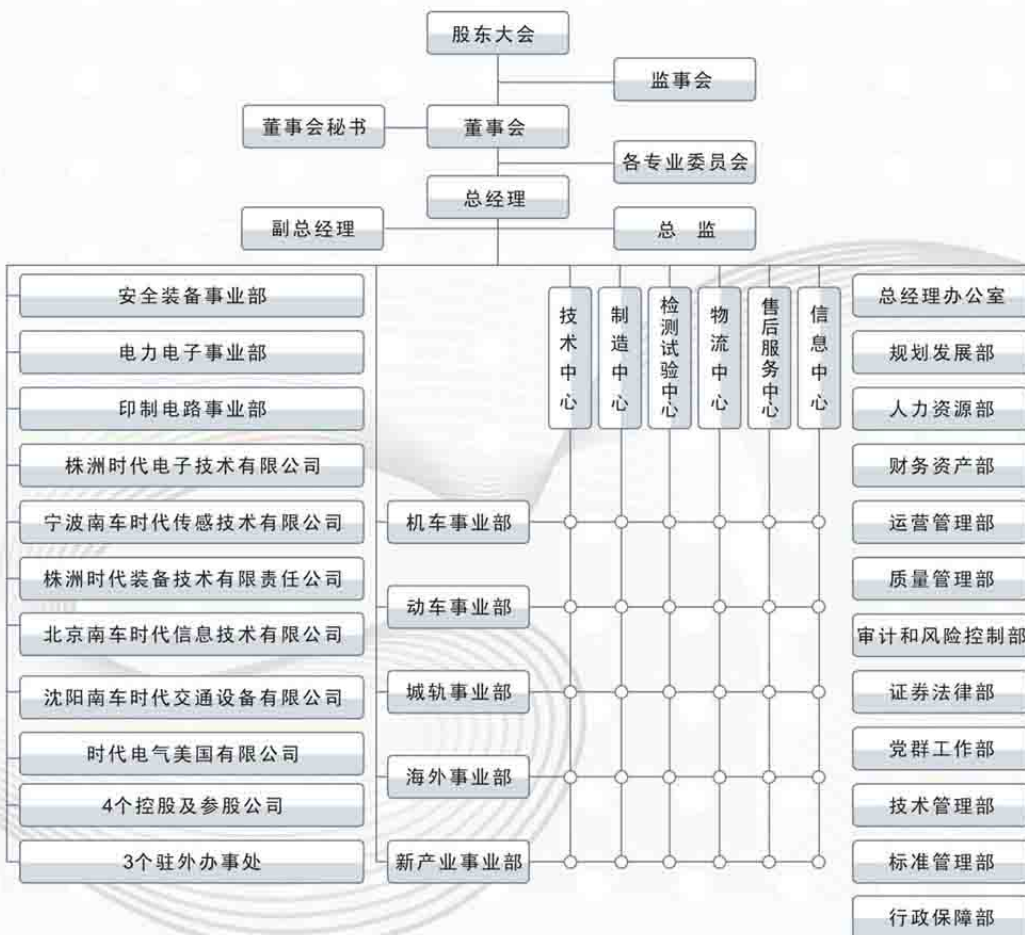 股东大会
监事会
董事会秘书
董事会
各专业委员会
总经理
副总经理
总 监
安全装备事业部
电力电子事业部
印制电路事业部
株洲时代电子技术有限公司
宁波南车时代传感技术有限公司
株洲时代装备技术有限责任公司
北京南车时代信息技术有限公司
沈阳南车时代交通设备有限公司
时代电气美国有限公司
4个控股及参股公司
3个驻外办事处
机车事业部
动车事业部
城轨事业部
海外事业部
新产业事业部
技术中心
制造中心
检测试验中心
物流中心
售后服务中心
信息中心
总经理办公室
规划发展部
人力资源部
财务资产部
运营管理部
质量管理部
审计和风险控制部
证券法律部
党群工作部
技术管理部
标准管理部
行政保障部